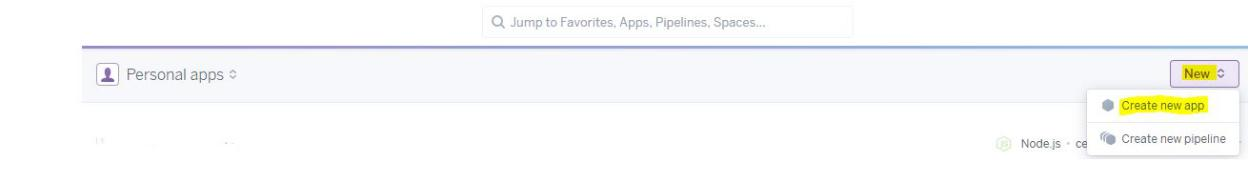 Jump to Favorites, Apps, Pipelines, Spaces...
Personal apps
New
Create new app
Node.js · ce
Create new pipeline